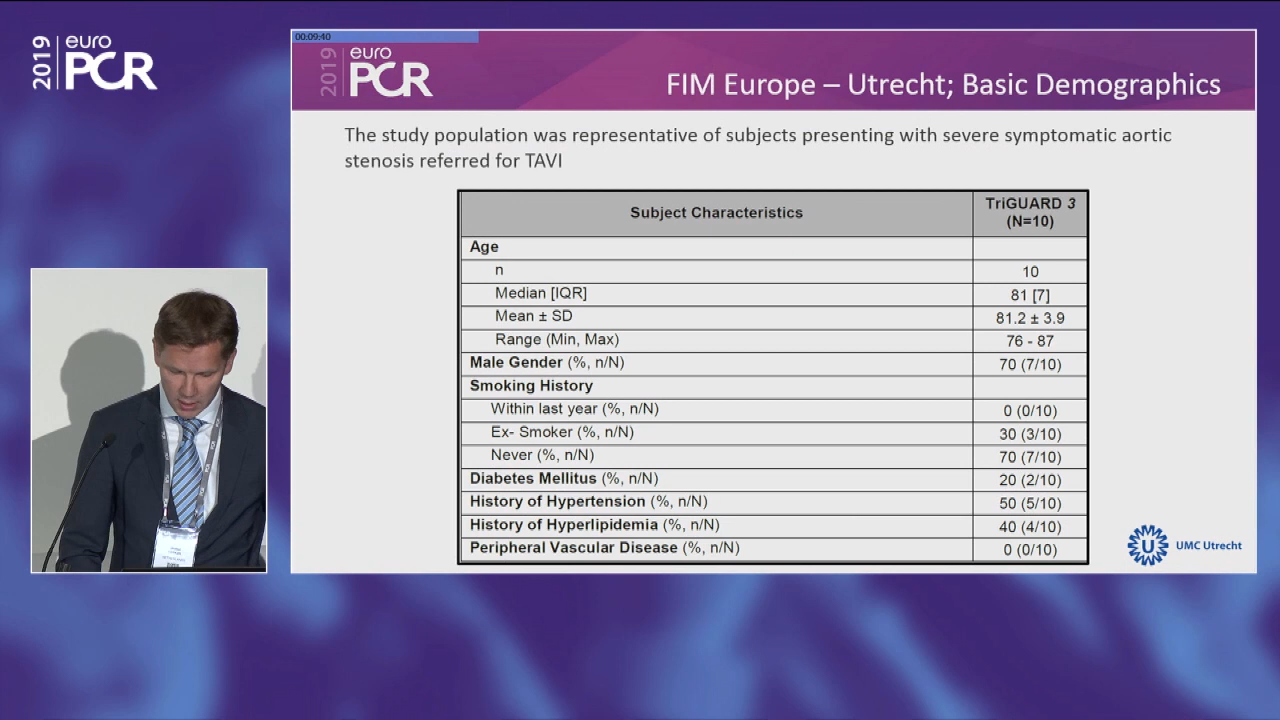 2019 euro PCR
00:09:40
2019 euro PCR
FIM Europe – Utrecht; Basic Demographics
The study population was representative of subjects presenting with severe symptomatic aortic
stenosis referred for TAVI
Subject Characteristics TriGUARD 3 (N=10)
Age
n 10
Median [IQR] 81 [7]
Mean ± SD 81.2 ± 3.9
Range (Min, Max) 76 - 87
Male Gender (%, n/N) 70 (7/10)
Smoking History
Within last year (%, n/N) 0 (0/10)
Ex- Smoker (%, n/N) 30 (3/10)
Never (%, n/N) 70 (7/10)
Diabetes Mellitus (%, n/N) 20 (2/10)
History of Hypertension (%, n/N) 50 (5/10)
History of Hyperlipidemia (%, n/N) 40 (4/10)
Peripheral Vascular Disease (%, n/N) 0 (0/10)
U UMC Utrecht